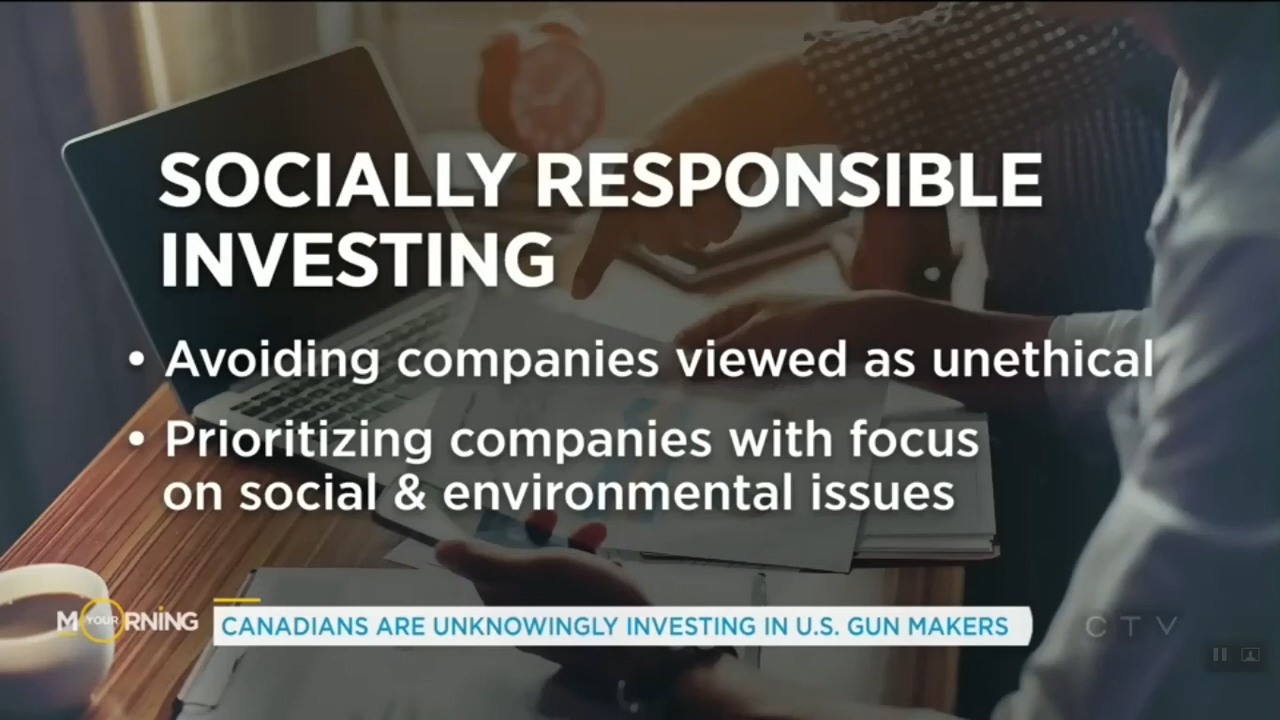 SOCIALLY RESPONSIBLE
INVESTING
• Avoiding companies viewed as unethical
• Prioritizing companies with focus
on social & environmental issues
YOUR MORNING
CANADIANS ARE UNKNOWINGLY INVESTING IN U.S. GUN MAKERS
CTV